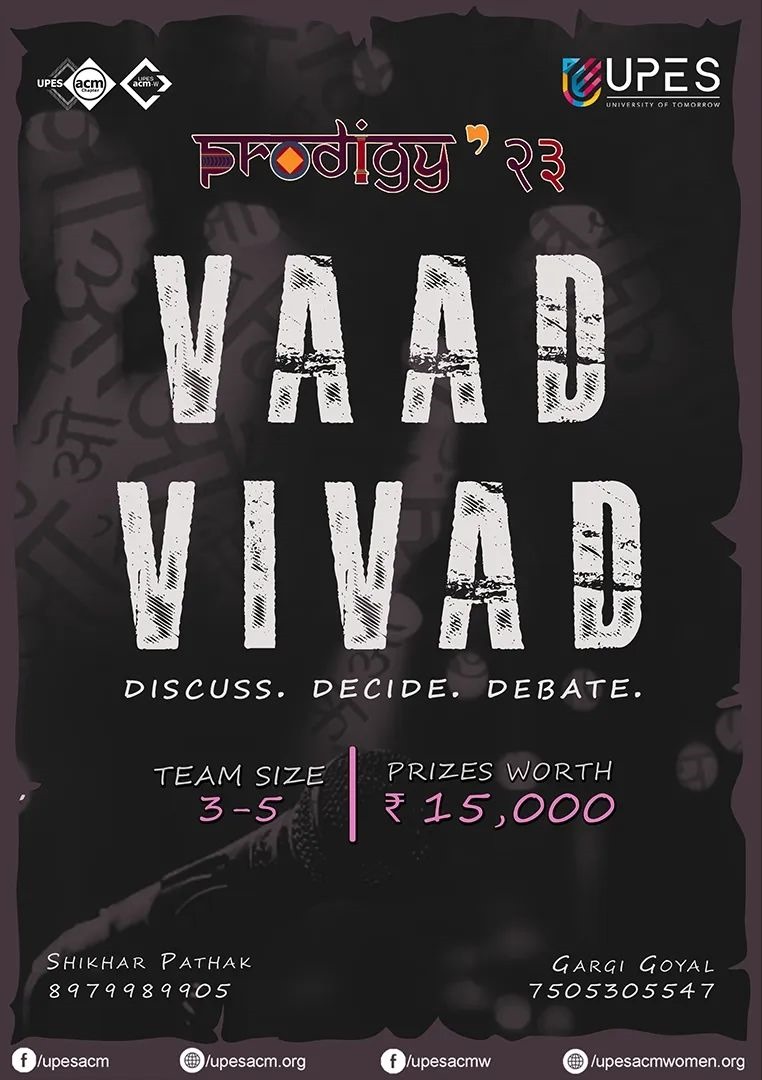 UPES acm Chapter
UPES acm-w
UPES
UNIVERSITY OF TOMORROW
prodigy ' २३
VAAD
VIVAD
DISCUSS. DECIDE. DEBATE.
TEAM SIZE
3-5
PRIZES WORTH
₹ 15,000
SHIKHAR PATHAK
8979989905
GARGI GOYAL
7505305547
/upesacm
/upesacm.org
/upesacmw
/upesacmwomen.org